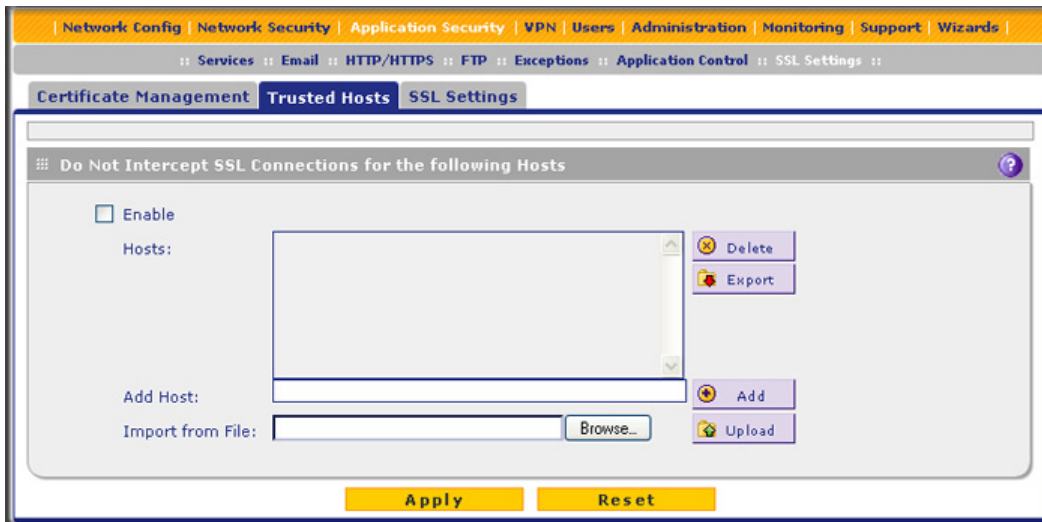 | Network Config | Network Security | Application Security | VPN | Users | Administration | Monitoring | Support | Wizards |
:: Services :: Email :: HTTP/HTTPS :: FTP :: Exceptions :: Application Control :: SSL Settings ::
Certificate Management Trusted Hosts SSL Settings
Do Not Intercept SSL Connections for the following Hosts ?
Enable
Hosts: Delete
Export
Add Host: Add
Import from File: Browse... Upload
Apply Reset